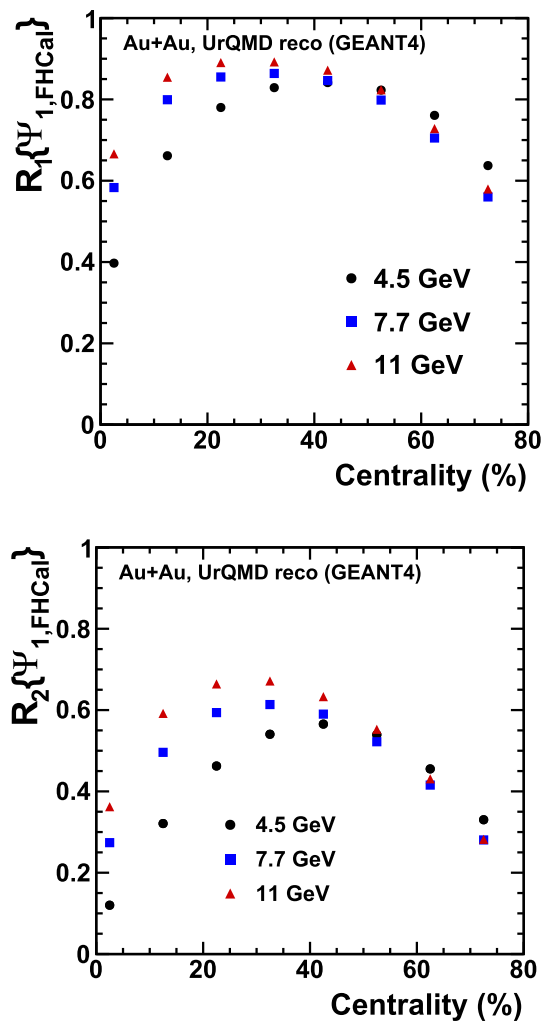 R1{Ψ1,FHCal}
Au+Au, UrQMD reco (GEANT4)
1
0.8
0.6
0.4
0.2
0
4.5 GeV
7.7 GeV
11 GeV
0 20 40 60 80
Centrality (%)
R2{Ψ1,FHCal}
Au+Au, UrQMD reco (GEANT4)
1
0.8
0.6
0.4
0.2
0
4.5 GeV
7.7 GeV
11 GeV
0 20 40 60 80
Centrality (%)